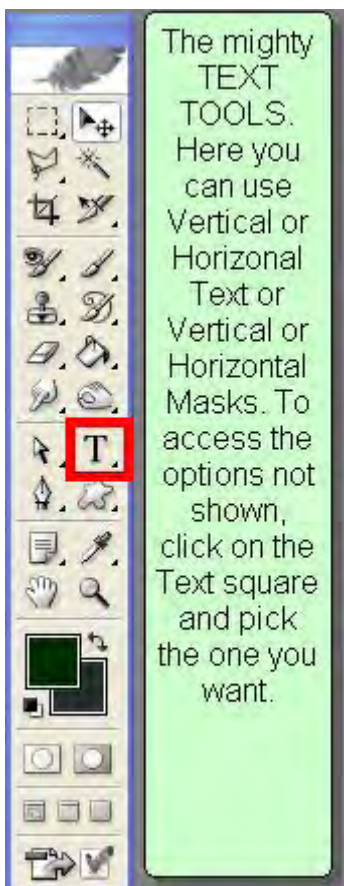 The mighty
TEXT
TOOLS.
Here you
can use
Vertical or
Horizonal
Text or
Vertical or
Horizontal
Masks. To
access the
options not
shown,
click on the
Text square
and pick
the one you
want.
T